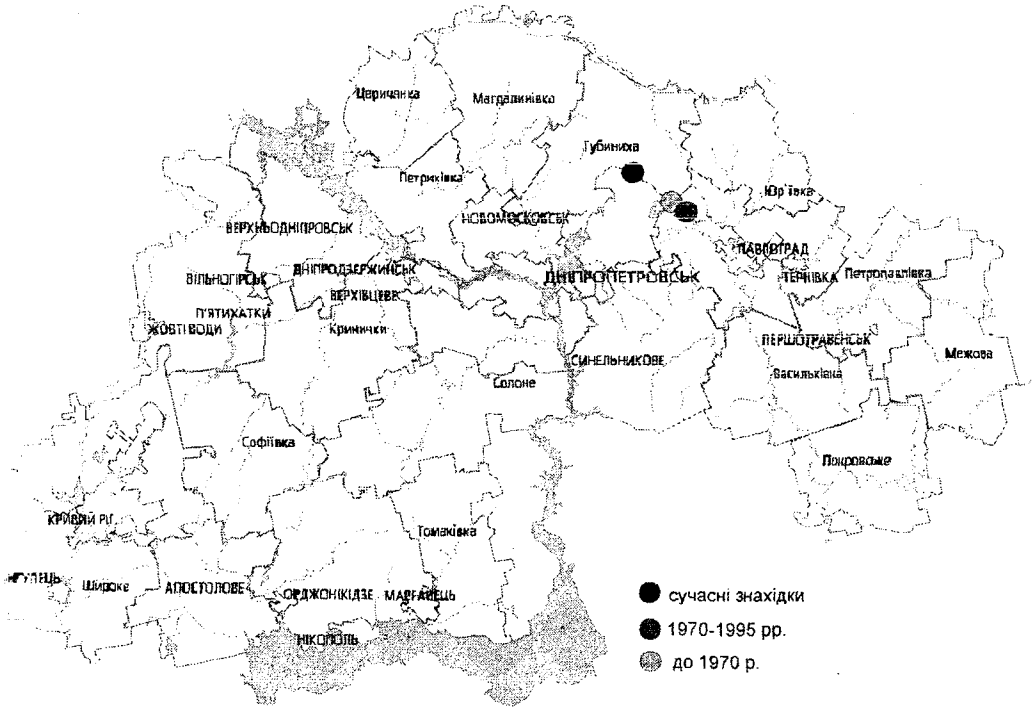 Царичанка
Магдалинівка
Губиниха
Петриківка
Юр'ївка
НОВОМОСКОВСЬК
ВЕРХНЬОДНІПРОВСЬК
ПАВЛОГРАД
ДНІПРОДЗЕРЖИНСЬК
ДНІПРОПЕТРОВСЬК
ТЕРНІВКА
Петропавлівка
ВІЛЬНОГІРСЬК
ВЕРХІВЦЕВЕ
П'ЯТИХАТКИ
ЖОВТІ ВОДИ
Кринички
ПЕРШОТРАВЕНСЬК
Межова
СИНЕЛЬНИКОВЕ
Васильківка
Солоне
Софіївка
Покровське
КРИВИЙ РІГ
Томаківка
Широке
АПОСТОЛОВЕ
ОРДЖОНІКІДЗЕ
МАРГАНЕЦЬ
НІКОПОЛЬ
сучасні знахідки
1970-1995 рр.
до 1970 р.